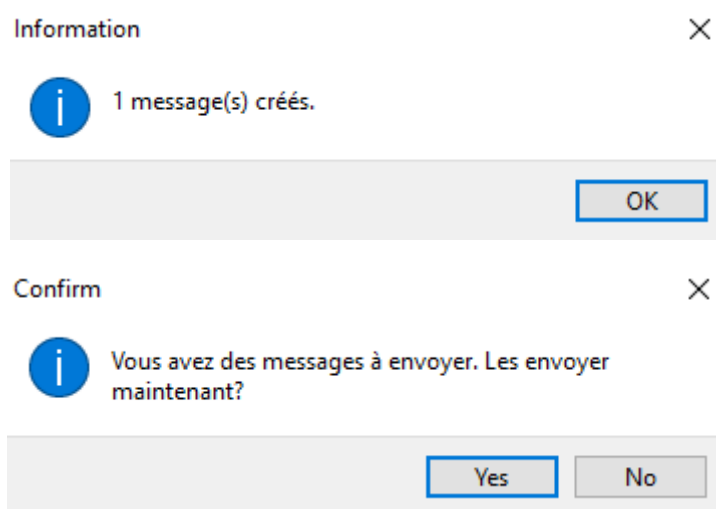 Information
1 message(s) créés.
OK
Confirm
Vous avez des messages à envoyer. Les envoyer
maintenant?
Yes No